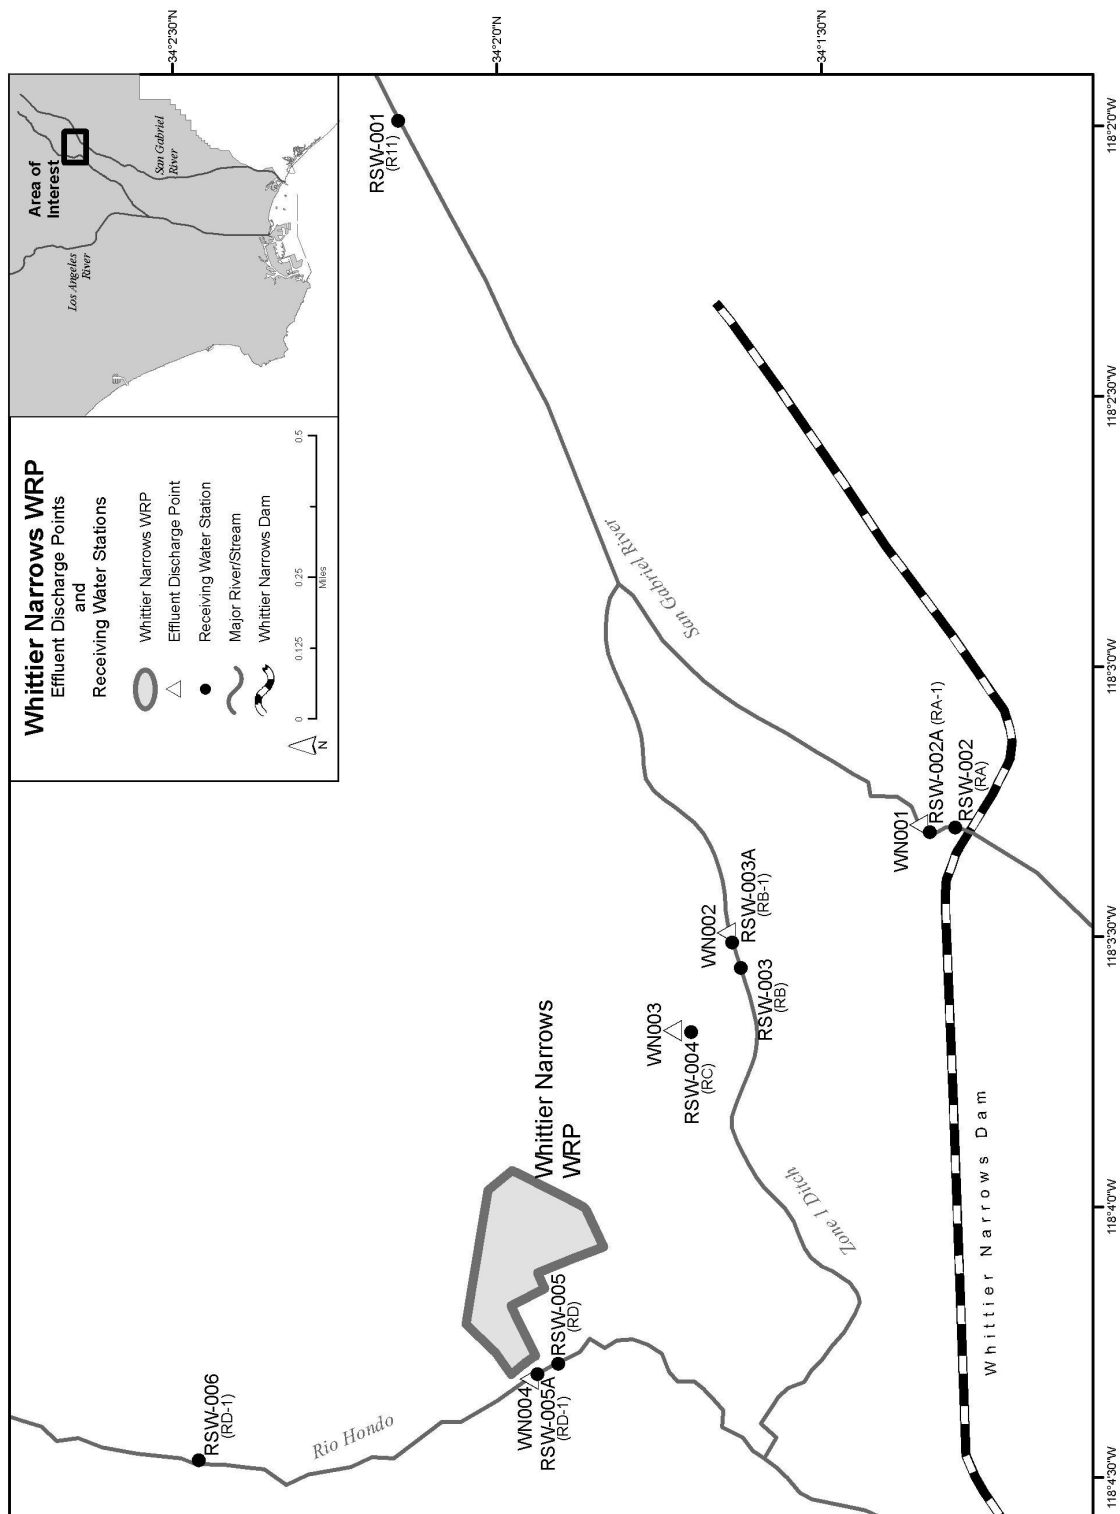 Whittier Narrows WRP
Effluent Discharge Points
and
Receiving Water Stations
Whittier Narrows WRP
Effluent Discharge Point
Receiving Water Station
Major River/Stream
Whittier Narrows Dam
N
0
0.125
0.25
0.5
Miles
Area of
Interest
Los Angeles
River
San Gabriel
River
34°2'30"N
34°2'0"N
34°1'30"N
118°4'30"W
118°4'0"W
118°3'30"W
118°3'0"W
118°2'30"W
118°2'0"W
RSW-006
(RD-1)
Rio Hondo
WN004
RSW-005A
(RD-1)
RSW-005
(RD)
Whittier Narrows
WRP
WN003
RSW-004
(RC)
WN002
RSW-003A
(RB-1)
RSW-003
(RB)
Zone 1 Ditch
San Gabriel River
RSW-001
(R11)
WN001
RSW-002A (RA-1)
RSW-002
(RA)
Whittier Narrows Dam